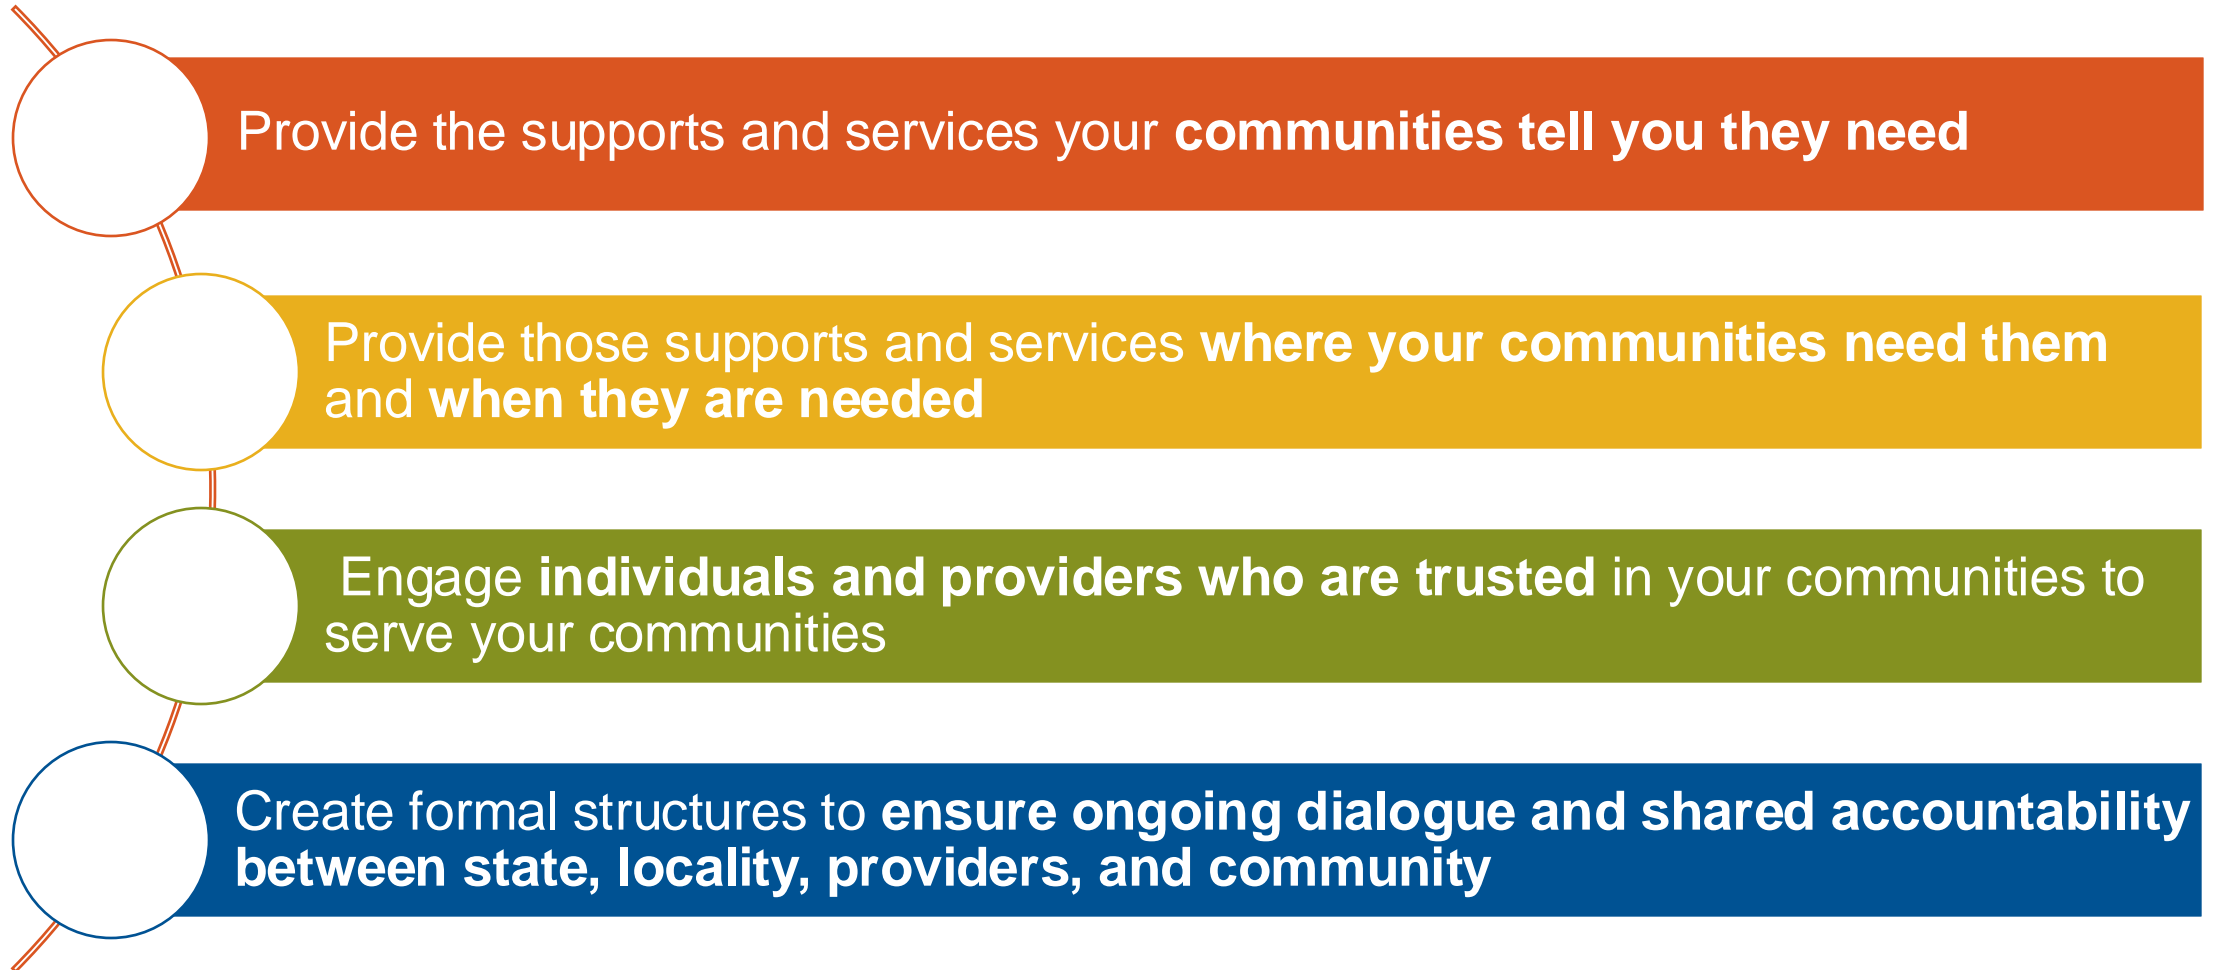 Provide the supports and services your communities tell you they need
Provide those supports and services where your communities need them
and when they are needed
Engage individuals and providers who are trusted in your communities to
serve your communities
Create formal structures to ensure ongoing dialogue and shared accountability
between state, locality, providers, and community